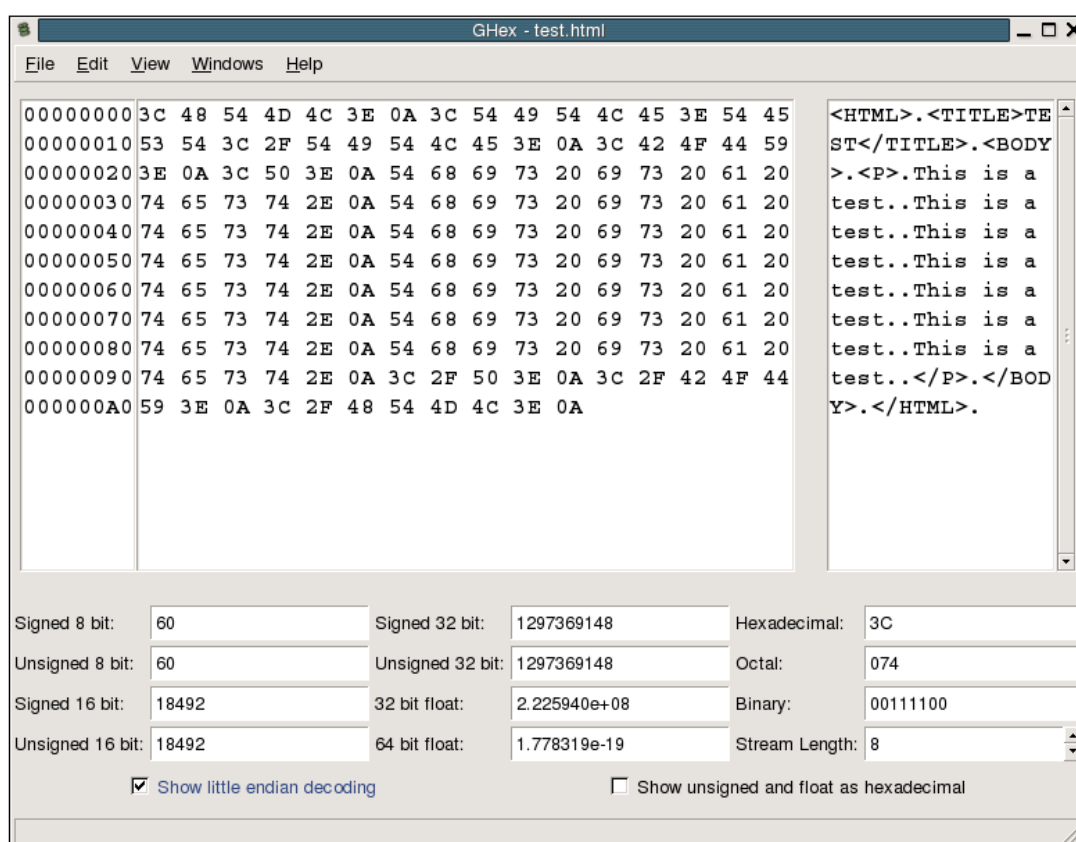 GHex - test.html
File Edit View Windows Help
00000000 3C 48 54 4D 4C 3E 0A 3C 54 49 54 4C 45 3E 54 45 <HTML>.<TITLE>TE
00000010 53 54 3C 2F 54 49 54 4C 45 3E 0A 3C 42 4F 44 59 ST</TITLE>.<BODY
00000020 3E 0A 3C 50 3E 0A 54 68 69 73 20 69 73 20 61 20 >.<P>.This is a
00000030 74 65 73 74 2E 0A 54 68 69 73 20 69 73 20 61 20 test..This is a
00000040 74 65 73 74 2E 0A 54 68 69 73 20 69 73 20 61 20 test..This is a
00000050 74 65 73 74 2E 0A 54 68 69 73 20 69 73 20 61 20 test..This is a
00000060 74 65 73 74 2E 0A 54 68 69 73 20 69 73 20 61 20 test..This is a
00000070 74 65 73 74 2E 0A 54 68 69 73 20 69 73 20 61 20 test..This is a
00000080 74 65 73 74 2E 0A 54 68 69 73 20 69 73 20 61 20 test..This is a
00000090 74 65 73 74 2E 0A 3C 2F 50 3E 0A 3C 2F 42 4F 44 test..</P>.</BOD
000000A0 59 3E 0A 3C 2F 48 54 4D 4C 3E 0A Y>.</HTML>.
Signed 8 bit: 60 Signed 32 bit: 1297369148 Hexadecimal: 3C
Unsigned 8 bit: 60 Unsigned 32 bit: 1297369148 Octal: 074
Signed 16 bit: 18492 32 bit float: 2.225940e+08 Binary: 00111100
Unsigned 16 bit: 18492 64 bit float: 1.778319e-19 Stream Length: 8
Show little endian decoding Show unsigned and float as hexadecimal